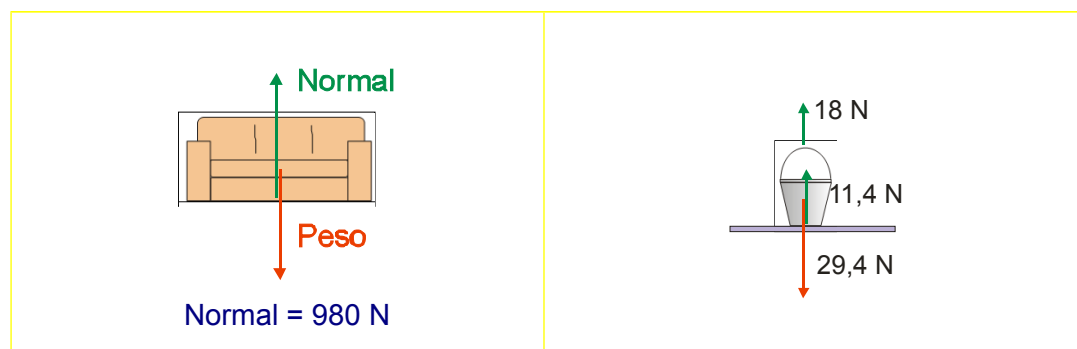 Normal
Peso
Normal = 980 N
18 N
11,4 N
29,4 N